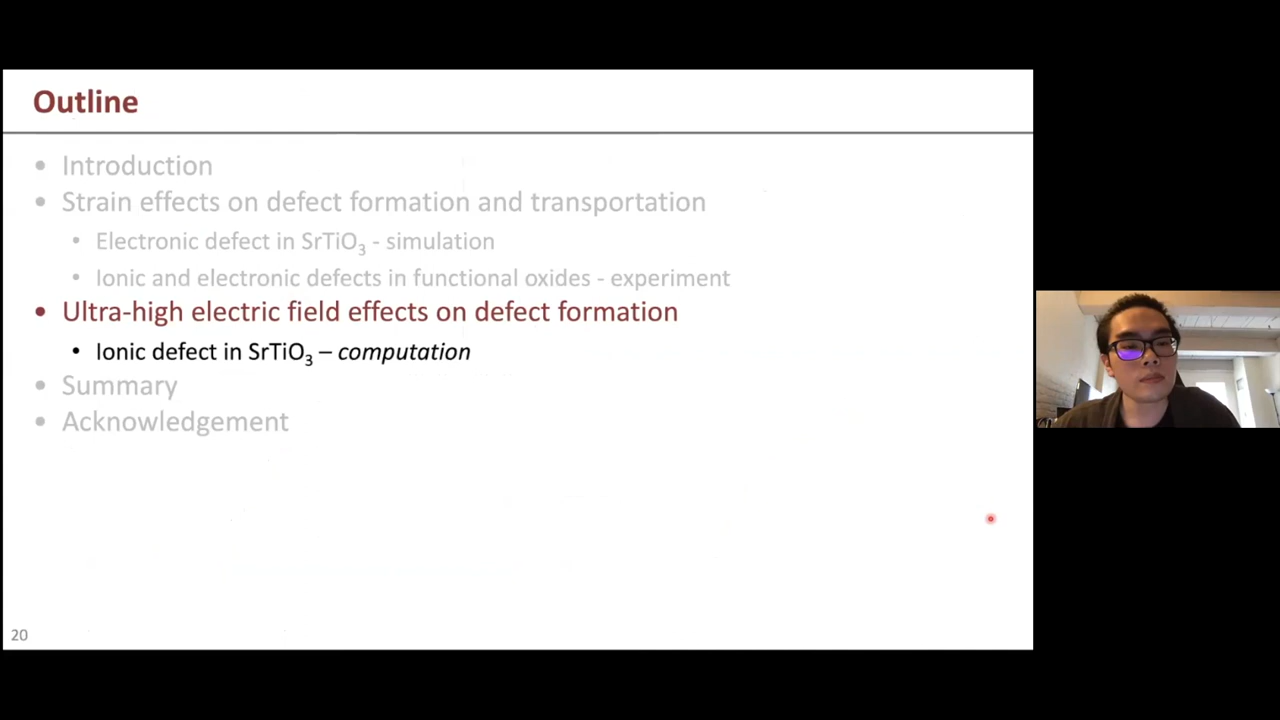 Outline
• Introduction
• Strain effects on defect formation and transportation
• Electronic defect in SrTiO₃ - simulation
• Ionic and electronic defects in functional oxides - experiment
• Ultra-high electric field effects on defect formation
• Ionic defect in SrTiO₃ – computation
• Summary
• Acknowledgement
20